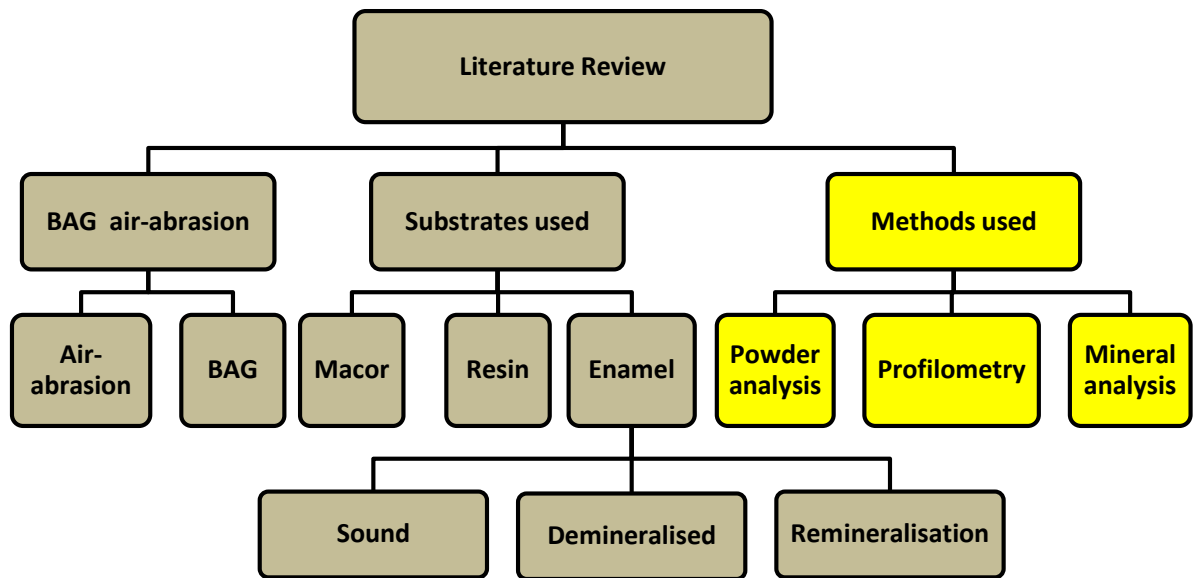 Literature Review
BAG air-abrasion
Substrates used
Methods used
Air-
abrasion
BAG
Macor
Resin
Enamel
Powder
analysis
Profilometry
Mineral
analysis
Sound
Demineralised
Remineralisation